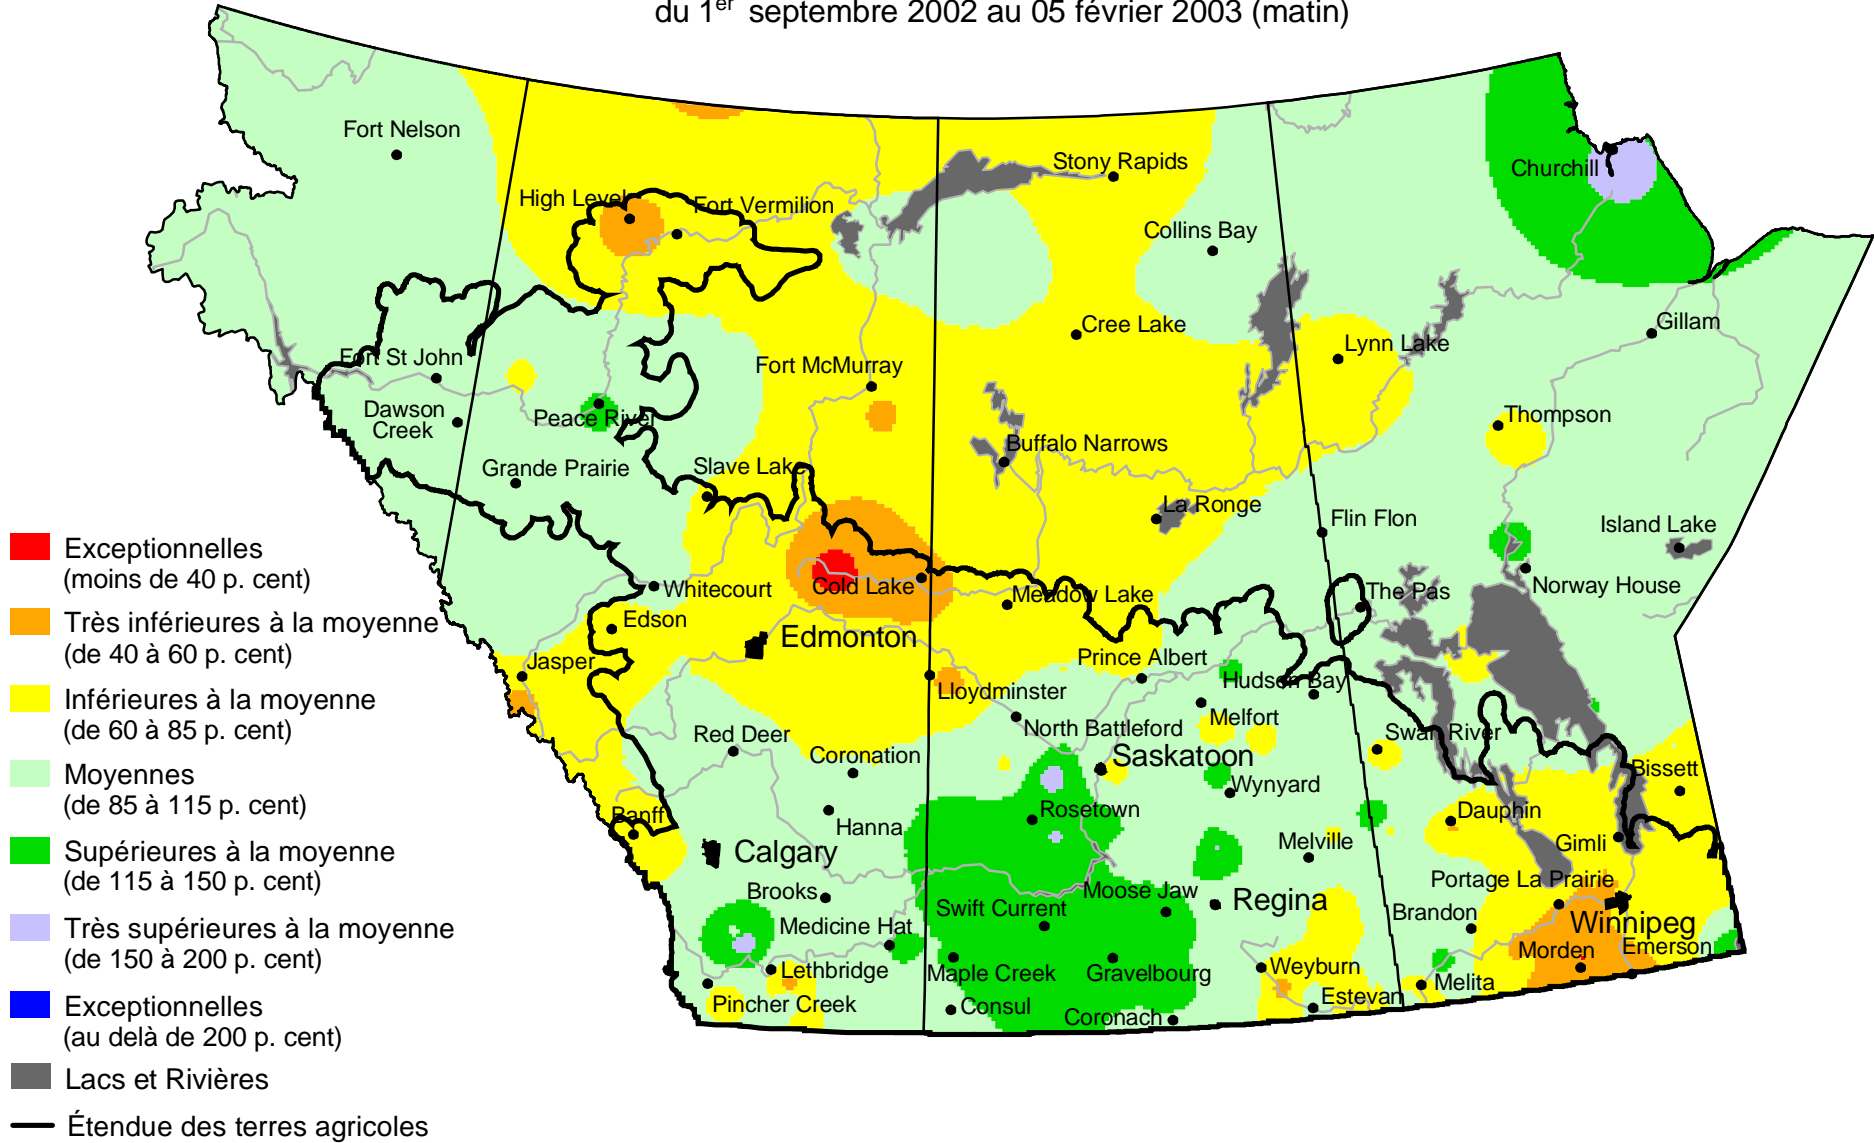 du 1er septembre 2002 au 05 février 2003 (matin)
Fort Nelson
Stony Rapids
Churchill
High Level
Fort Vermilion
Collins Bay
Gillam
Cree Lake
Lynn Lake
Fort St John
Fort McMurray
Dawson
Creek
Peace River
Thompson
Buffalo Narrows
Grande Prairie
Slave Lake
La Ronge
Flin Flon
Island Lake
Exceptionnelles
(moins de 40 p. cent)
Whitecourt
Cold Lake
Meadow Lake
The Pas
Norway House
Très inférieures à la moyenne
(de 40 à 60 p. cent)
Edson
Edmonton
Jasper
Prince Albert
Hudson Bay
Inférieures à la moyenne
(de 60 à 85 p. cent)
Lloydminster
Melfort
North Battleford
Red Deer
Swan River
Coronation
Saskatoon
Bissett
Moyennes
(de 85 à 115 p. cent)
Wynyard
Rosetown
Dauphin
Banff
Hanna
Melville
Gimli
Supérieures à la moyenne
(de 115 à 150 p. cent)
Calgary
Portage La Prairie
Brooks
Moose Jaw
Regina
Swift Current
Brandon
Winnipeg
Très supérieures à la moyenne
(de 150 à 200 p. cent)
Medicine Hat
Morden
Emerson
Lethbridge
Maple Creek
Gravelbourg
Weyburn
Melita
Exceptionnelles
(au delà de 200 p. cent)
Pincher Creek
Consul
Coronach
Estevan
Lacs et Rivières
Étendue des terres agricoles